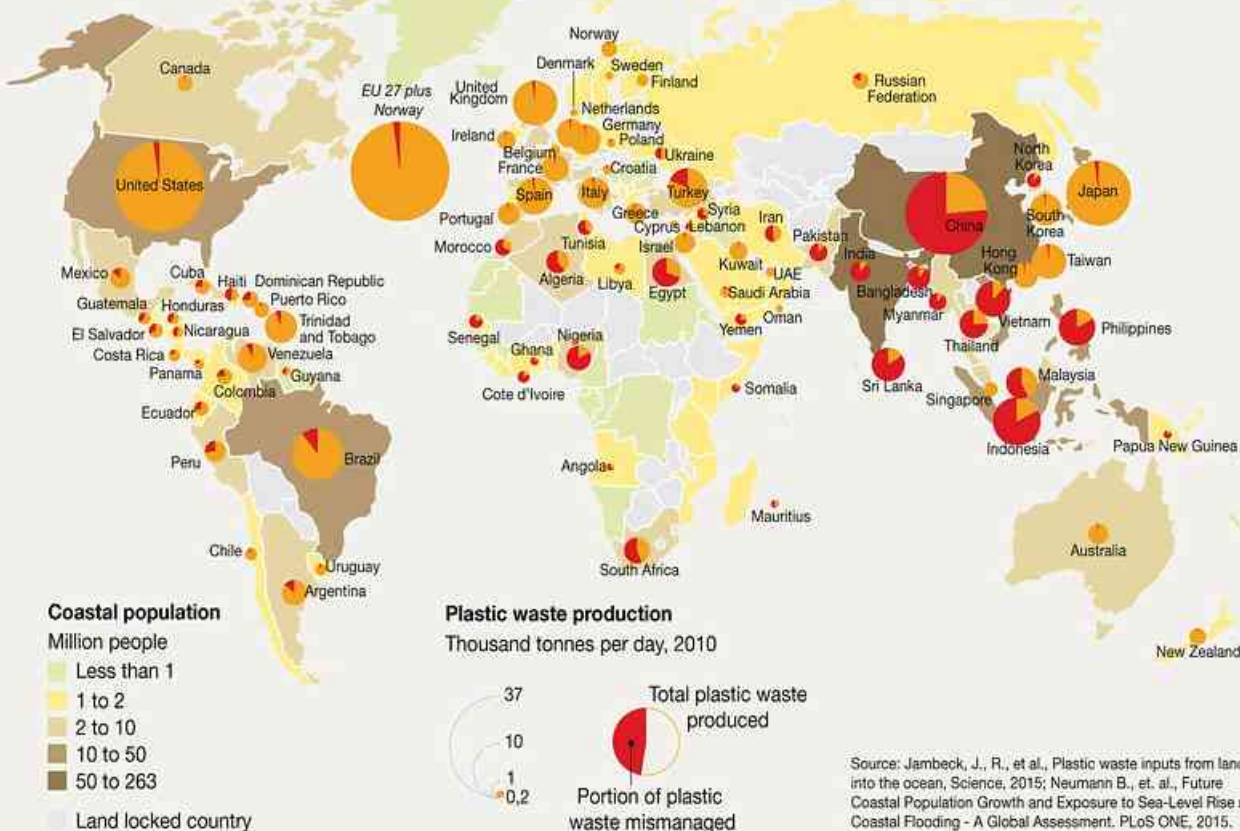 Canada
United States
EU 27 plus
Norway
Norway
Denmark
Sweden
Finland
United
Kingdom
Netherlands
Germany
Poland
Ireland
Belgium
France
Ukraine
Croatia
Spain
Italy
Turkey
Portugal
Greece
Syria
Cyprus
Lebanon
Morocco
Tunisia
Israel
Iran
Pakistan
Algeria
Libya
Egypt
Kuwait
UAE
Saudi Arabia
Oman
Yemen
Russian
Federation
North
Korea
Japan
China
South
Korea
India
Hong
Kong
Taiwan
Bangladesh
Myanmar
Vietnam
Philippines
Thailand
Sri Lanka
Malaysia
Singapore
Indonesia
Papua New Guinea
Australia
New Zealand
Mexico
Cuba
Haiti
Dominican Republic
Puerto Rico
Guatemala
Honduras
Trinidad
and Tobago
El Salvador
Nicaragua
Costa Rica
Venezuela
Panama
Guyana
Colombia
Ecuador
Peru
Brazil
Chile
Uruguay
Argentina
Senegal
Nigeria
Ghana
Cote d'Ivoire
Somalia
Angola
Mauritius
South Africa
Coastal population
Million people
Less than 1
1 to 2
2 to 10
10 to 50
50 to 263
Land locked country
Plastic waste production
Thousand tonnes per day, 2010
37
10
1
0,2
Total plastic waste
produced
Portion of plastic
waste mismanaged
Source: Jambeck, J., R., et al., Plastic waste inputs from land
into the ocean, Science, 2015; Neumann B., et. al., Future
Coastal Population Growth and Exposure to Sea-Level Rise
Coastal Flooding - A Global Assessment. PLoS ONE, 2015.